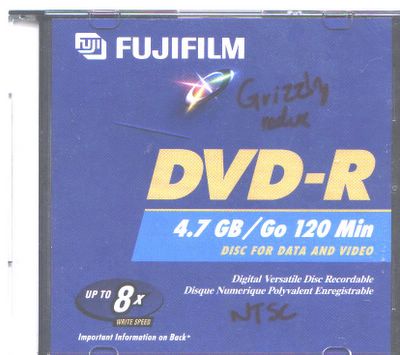 FUJI
FUJIFILM
Grizzly
redux
DVD-R
4.7 GB/Go 120 Min
DISC FOR DATA AND VIDEO
Digital Versatile Disc Recordable
Disque Numerique Polyvalent Enregistrable
UP TO 8x
WRITE SPEED
NTSC
Important Information on Back*